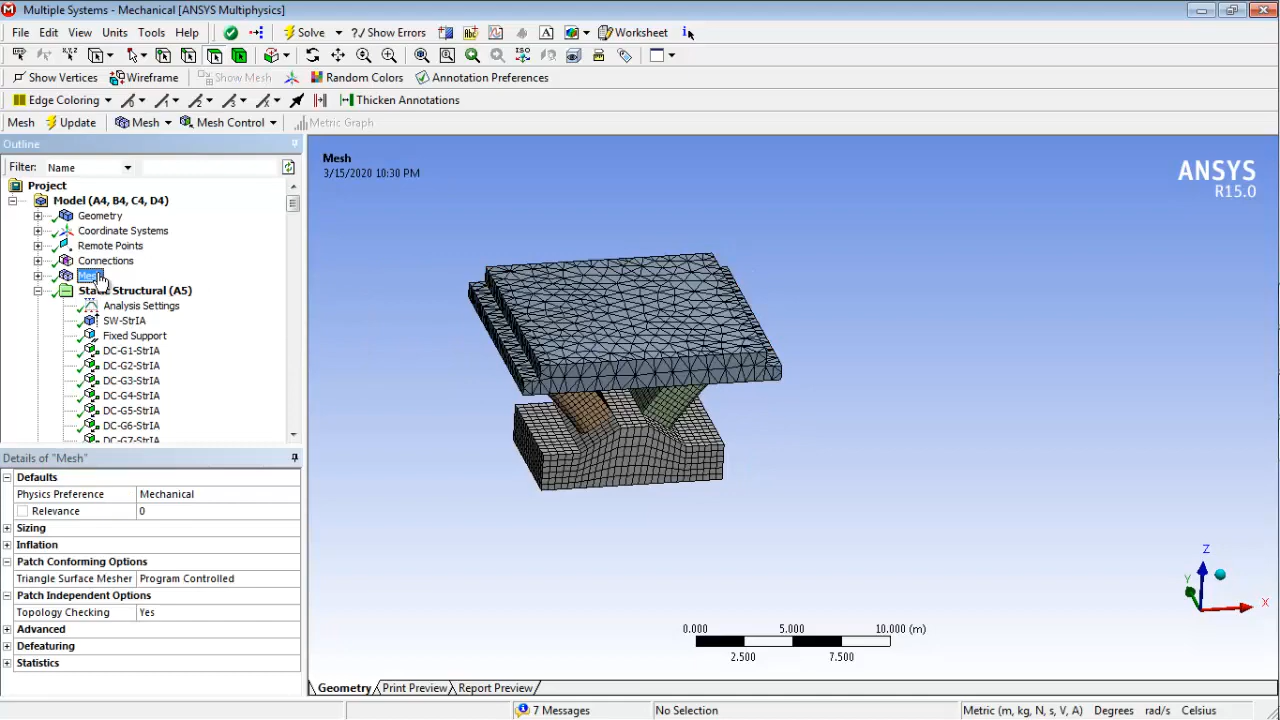 Multiple Systems - Mechanical [ANSYS Multiphysics]
File Edit View Units Tools Help Solve ?/ Show Errors A Worksheet i
Show Vertices Wireframe Show Mesh Random Colors Annotation Preferences
Edge Coloring Thicken Annotations
Mesh Update Mesh Mesh Control Metric Graph
Outline
Filter: Name
Project
Model (A4, B4, C4, D4)
Geometry
Coordinate Systems
Remote Points
Connections
Mesh
Static Structural (A5)
Analysis Settings
SW-StrIA
Fixed Support
DC-G1-StrIA
DC-G2-StrIA
DC-G3-StrIA
DC-G4-StrIA
DC-G5-StrIA
DC-G6-StrIA
DC-G7-StrIA
Details of "Mesh"
Defaults
Physics Preference Mechanical
Relevance 0
Sizing
Inflation
Patch Conforming Options
Triangle Surface Mesher Program Controlled
Patch Independent Options
Topology Checking Yes
Advanced
Defeaturing
Statistics
Mesh
3/15/2020 10:30 PM
ANSYS
R15.0
Z
Y
X
0.000 5.000 10.000 (m)
2.500 7.500
Geometry Print Preview Report Preview
7 Messages No Selection Metric (m, kg, N, s, V, A) Degrees rad/s Celsius